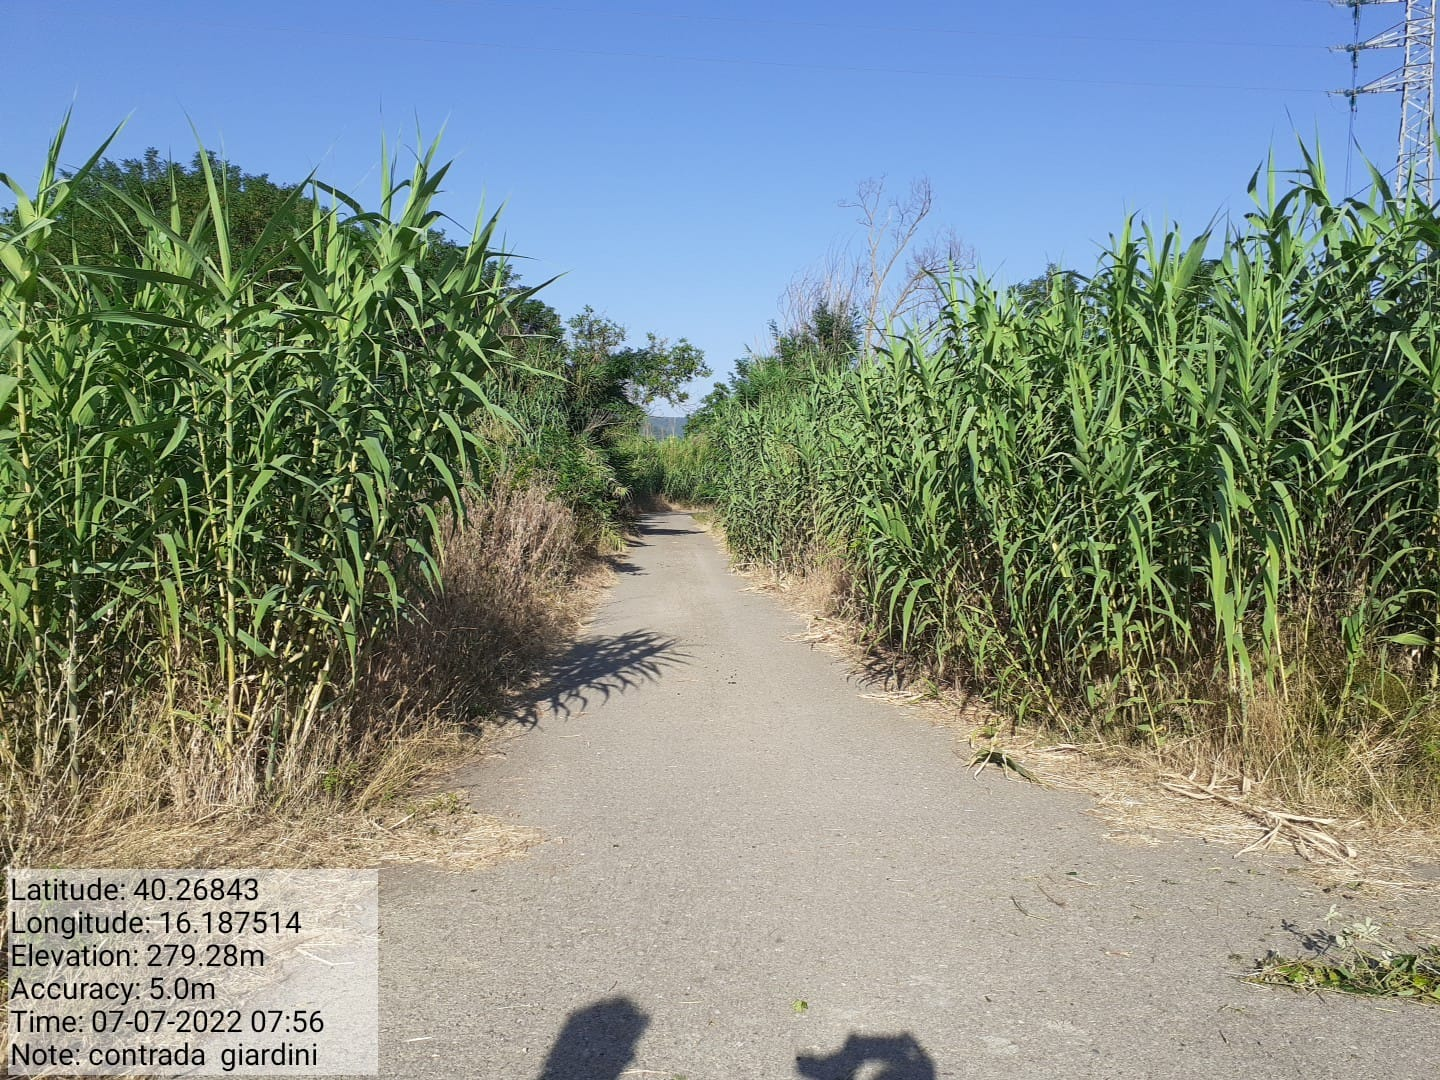 Latitude: 40.26843
Longitude: 16.187514
Elevation: 279.28m
Accuracy: 5.0m
Time: 07-07-2022 07:56
Note: contrada  giardini